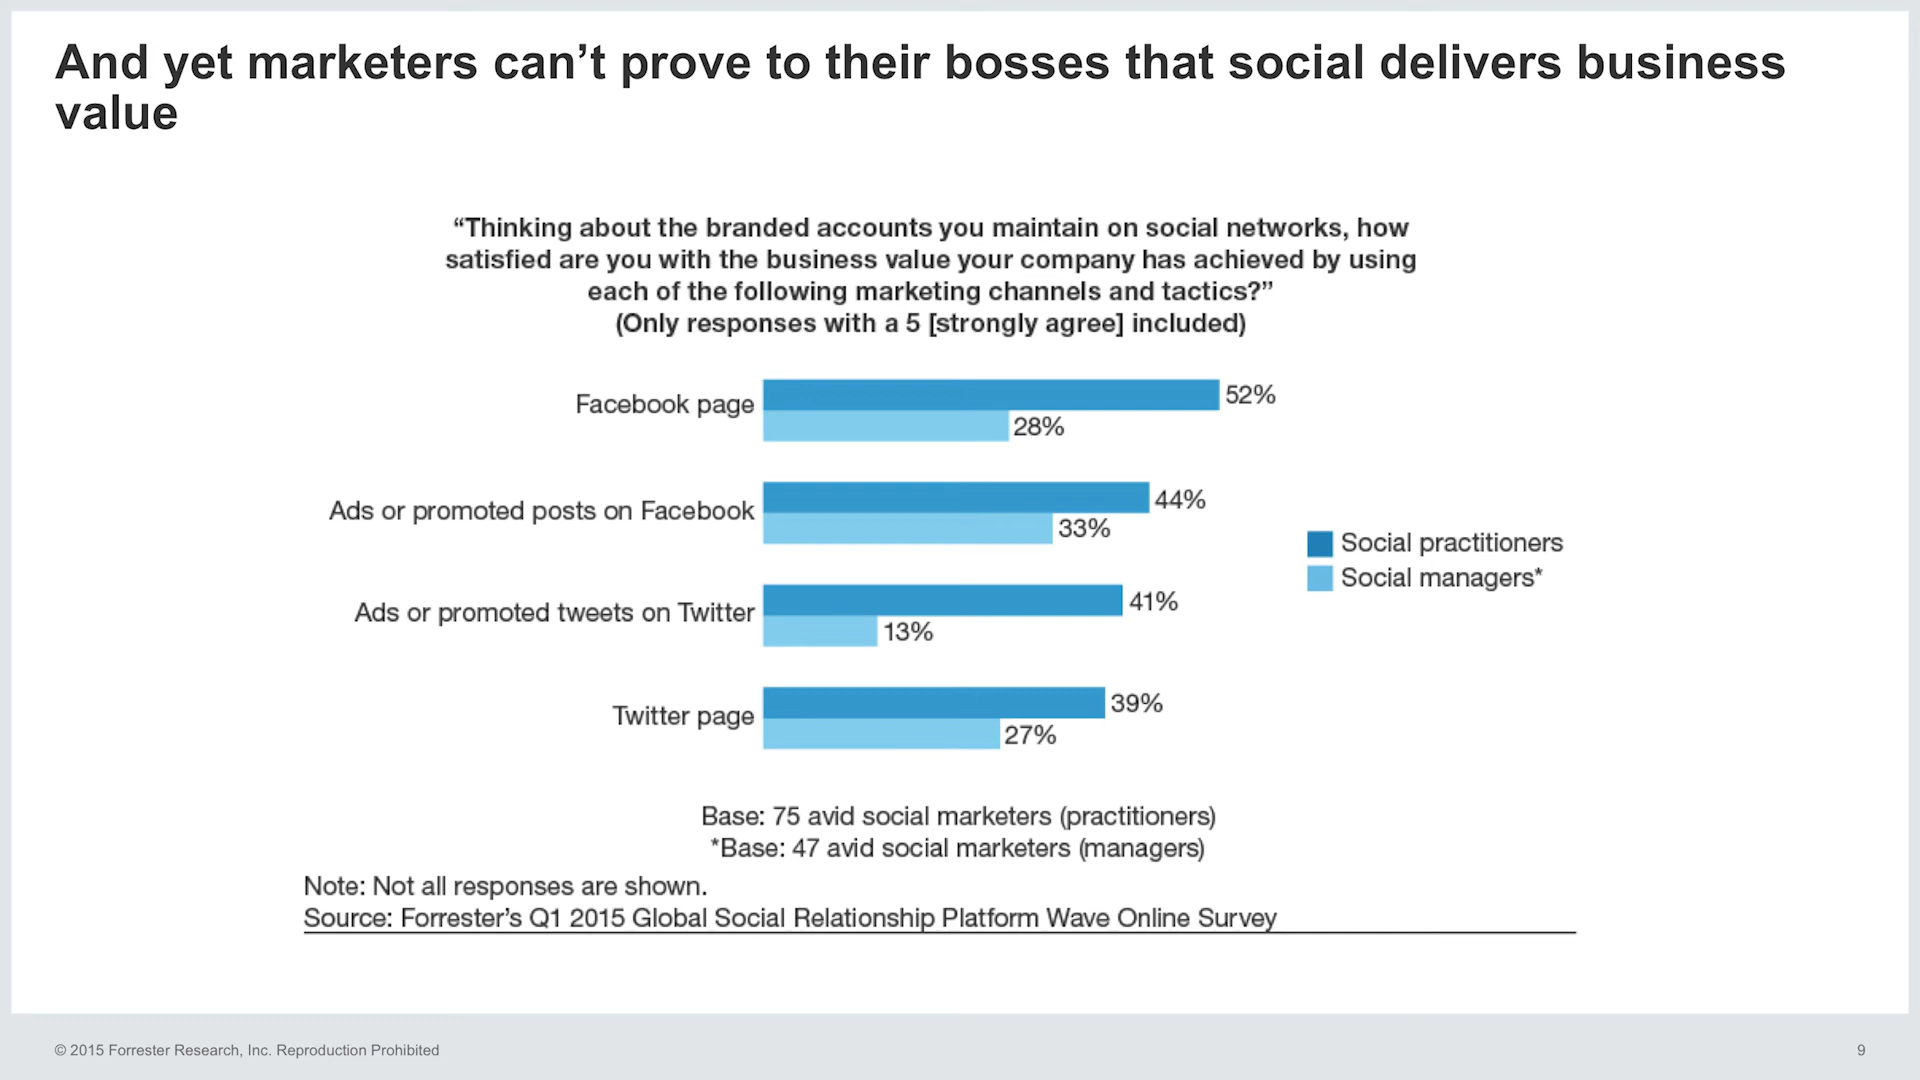 And yet marketers can’t prove to their bosses that social delivers business
value
“Thinking about the branded accounts you maintain on social networks, how
satisfied are you with the business value your company has achieved by using
each of the following marketing channels and tactics?”
(Only responses with a 5 [strongly agree] included)
Facebook page
52%
28%
Ads or promoted posts on Facebook
44%
33%
Ads or promoted tweets on Twitter
41%
13%
Twitter page
39%
27%
Social practitioners
Social managers*
Base: 75 avid social marketers (practitioners)
*Base: 47 avid social marketers (managers)
Note: Not all responses are shown.
Source: Forrester’s Q1 2015 Global Social Relationship Platform Wave Online Survey
© 2015 Forrester Research, Inc. Reproduction Prohibited
9